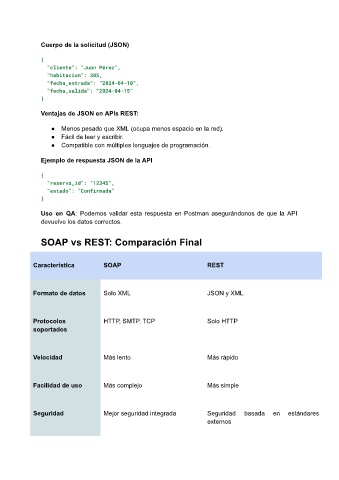 Cuerpo de la solicitud (JSON)
{
"cliente": "Juan Pérez",
"habitacion": 305,
"fecha_entrada": "2024-04-10",
"fecha_salida": "2024-04-15"
}
Ventajas de JSON en APIs REST:
● Menos pesado que XML (ocupa menos espacio en la red).
● Fácil de leer y escribir.
● Compatible con múltiples lenguajes de programación.
Ejemplo de respuesta JSON de la API
{
"reserva_id": "12345",
"estado": "Confirmada"
}
Uso en QA: Podemos validar esta respuesta en Postman asegurándonos de que la API
devuelve los datos correctos.
SOAP vs REST: Comparación Final
Característica SOAP REST
Formato de datos Solo XML JSON y XML
Protocolos HTTP, SMTP, TCP Solo HTTP
soportados
Velocidad Más lento Más rápido
Facilidad de uso Más complejo Más simple
Seguridad Mejor seguridad integrada Seguridad basada en estándares
externos